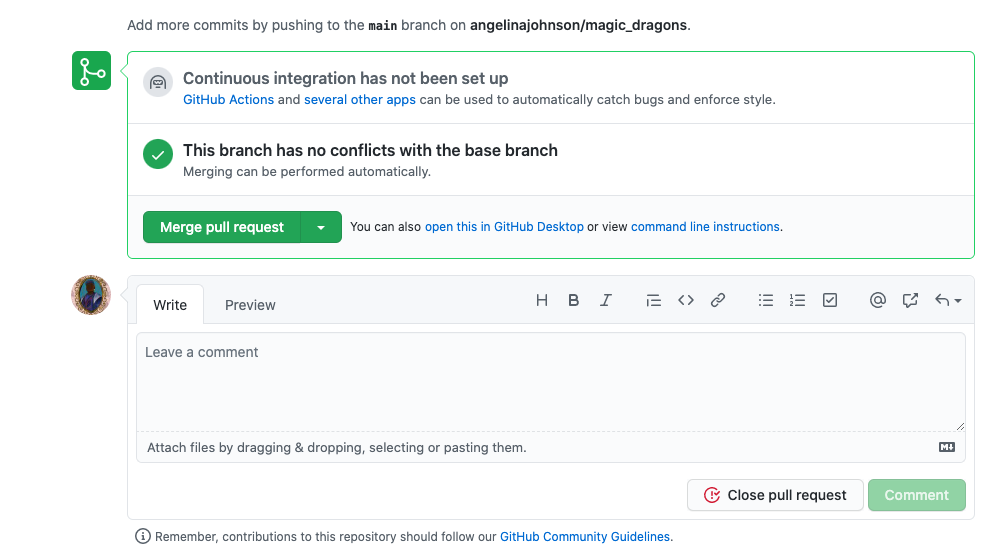 Add more commits by pushing to the main branch on angelinajohnson/magic_dragons.
Continuous integration has not been set up
GitHub Actions and several other apps can be used to automatically catch bugs and enforce style.
This branch has no conflicts with the base branch
Merging can be performed automatically.
Merge pull request You can also open this in GitHub Desktop or view command line instructions.
Write Preview
Leave a comment
Attach files by dragging & dropping, selecting or pasting them.
Close pull request Comment
Remember, contributions to this repository should follow our GitHub Community Guidelines.